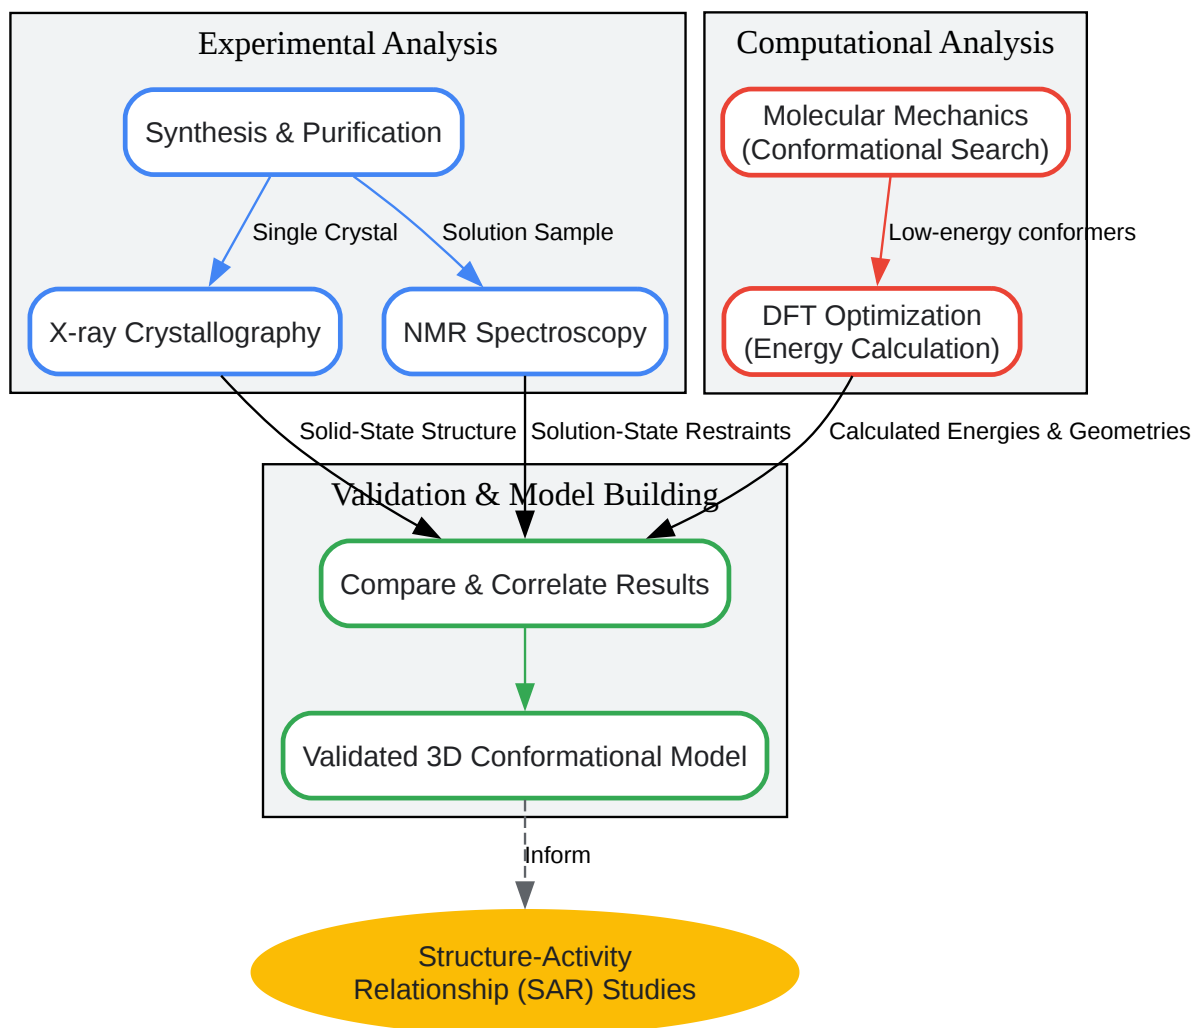 Experimental Analysis
Computational Analysis
Synthesis & Purification
Molecular Mechanics
(Conformational Search)
Single Crystal
Solution Sample
Low-energy conformers
X-ray Crystallography
NMR Spectroscopy
DFT Optimization
(Energy Calculation)
Solid-State Structure
Solution-State Restraints
Calculated Energies & Geometries
Validation & Model Building
Compare & Correlate Results
Validated 3D Conformational Model
Inform
Structure-Activity
Relationship (SAR) Studies